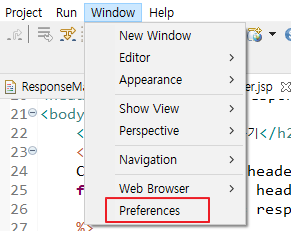 Project Run Window Help
New Window
Editor
Appearance
ResponseMa
er.jsp
Show View
21 <body
Perspective
22 <
기</h2
23 <
Navigation
24 C
heade
25 f
Web Browser
head
26
Preferences
resp
27 %>